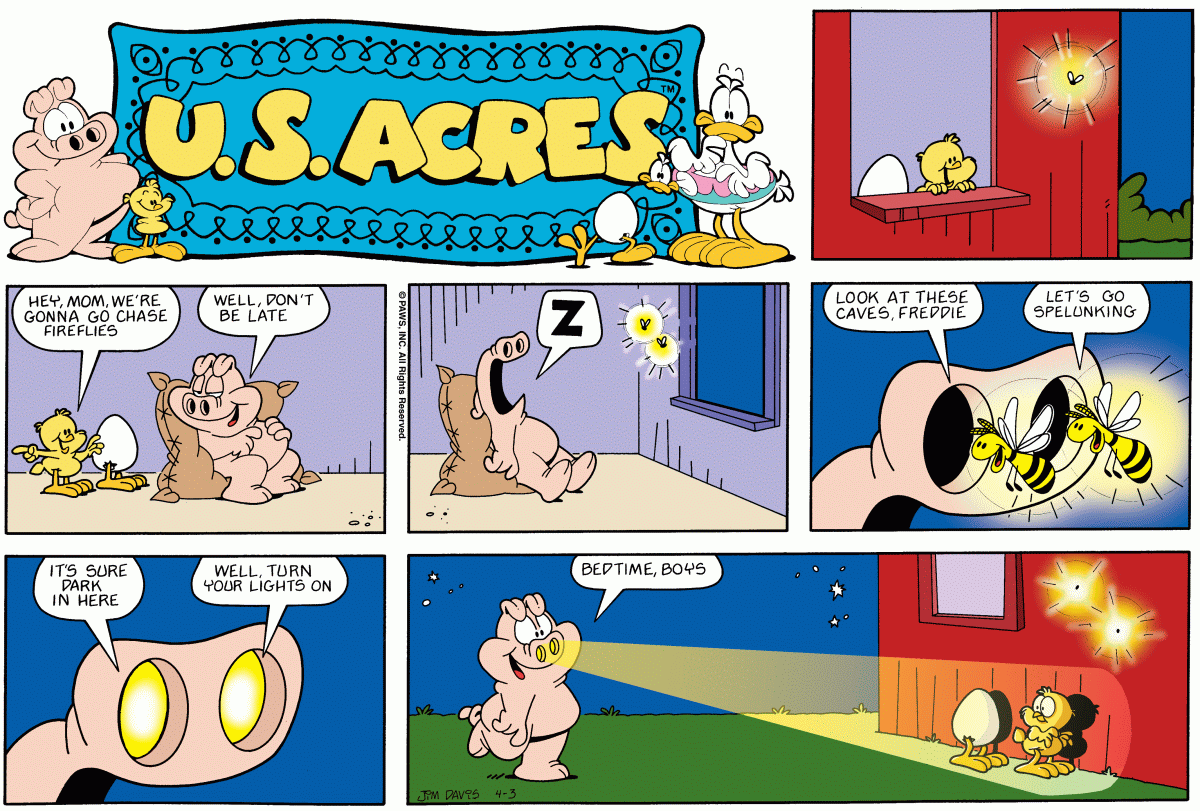 U.S. ACRES
™
HEY, MOM, WE'RE
GONNA GO CHASE
FIREFLIES
WELL, DON'T
BE LATE
© PAWS, INC. All Rights Reserved.
Z
LOOK AT THESE
CAVES, FREDDIE
LET'S GO
SPELUNKING
IT'S SURE
DARK
IN HERE
WELL, TURN
YOUR LIGHTS ON
BEDTIME, BOYS
JIM DAVIS 4-3